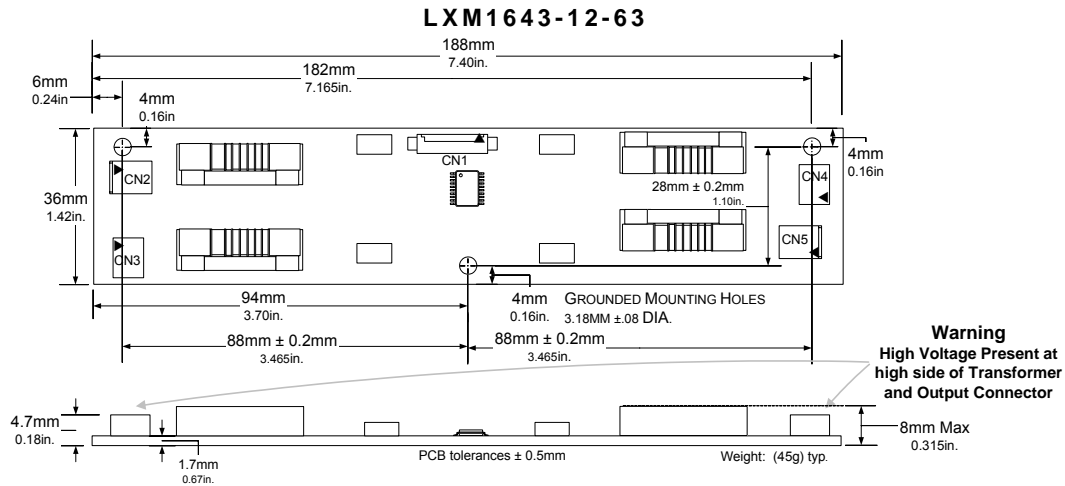 LXM1643-12-63
188mm
7.40in.
182mm
7.165in.
6mm
0.24in
4mm
0.16in
CN1
CN2
CN4
4mm
0.16in
36mm
1.42in.
28mm ± 0.2mm
1.10in.
CN3
CN5
94mm
3.70in.
4mm
0.16in.
GROUNDED MOUNTING HOLES
3.18MM ±.08 DIA.
88mm ± 0.2mm
3.465in.
88mm ± 0.2mm
3.465in.
Warning
High Voltage Present at
high side of Transformer
and Output Connector
4.7mm
0.18in.
8mm Max
0.315in.
1.7mm
0.67in.
PCB tolerances ± 0.5mm
Weight: (45g) typ.